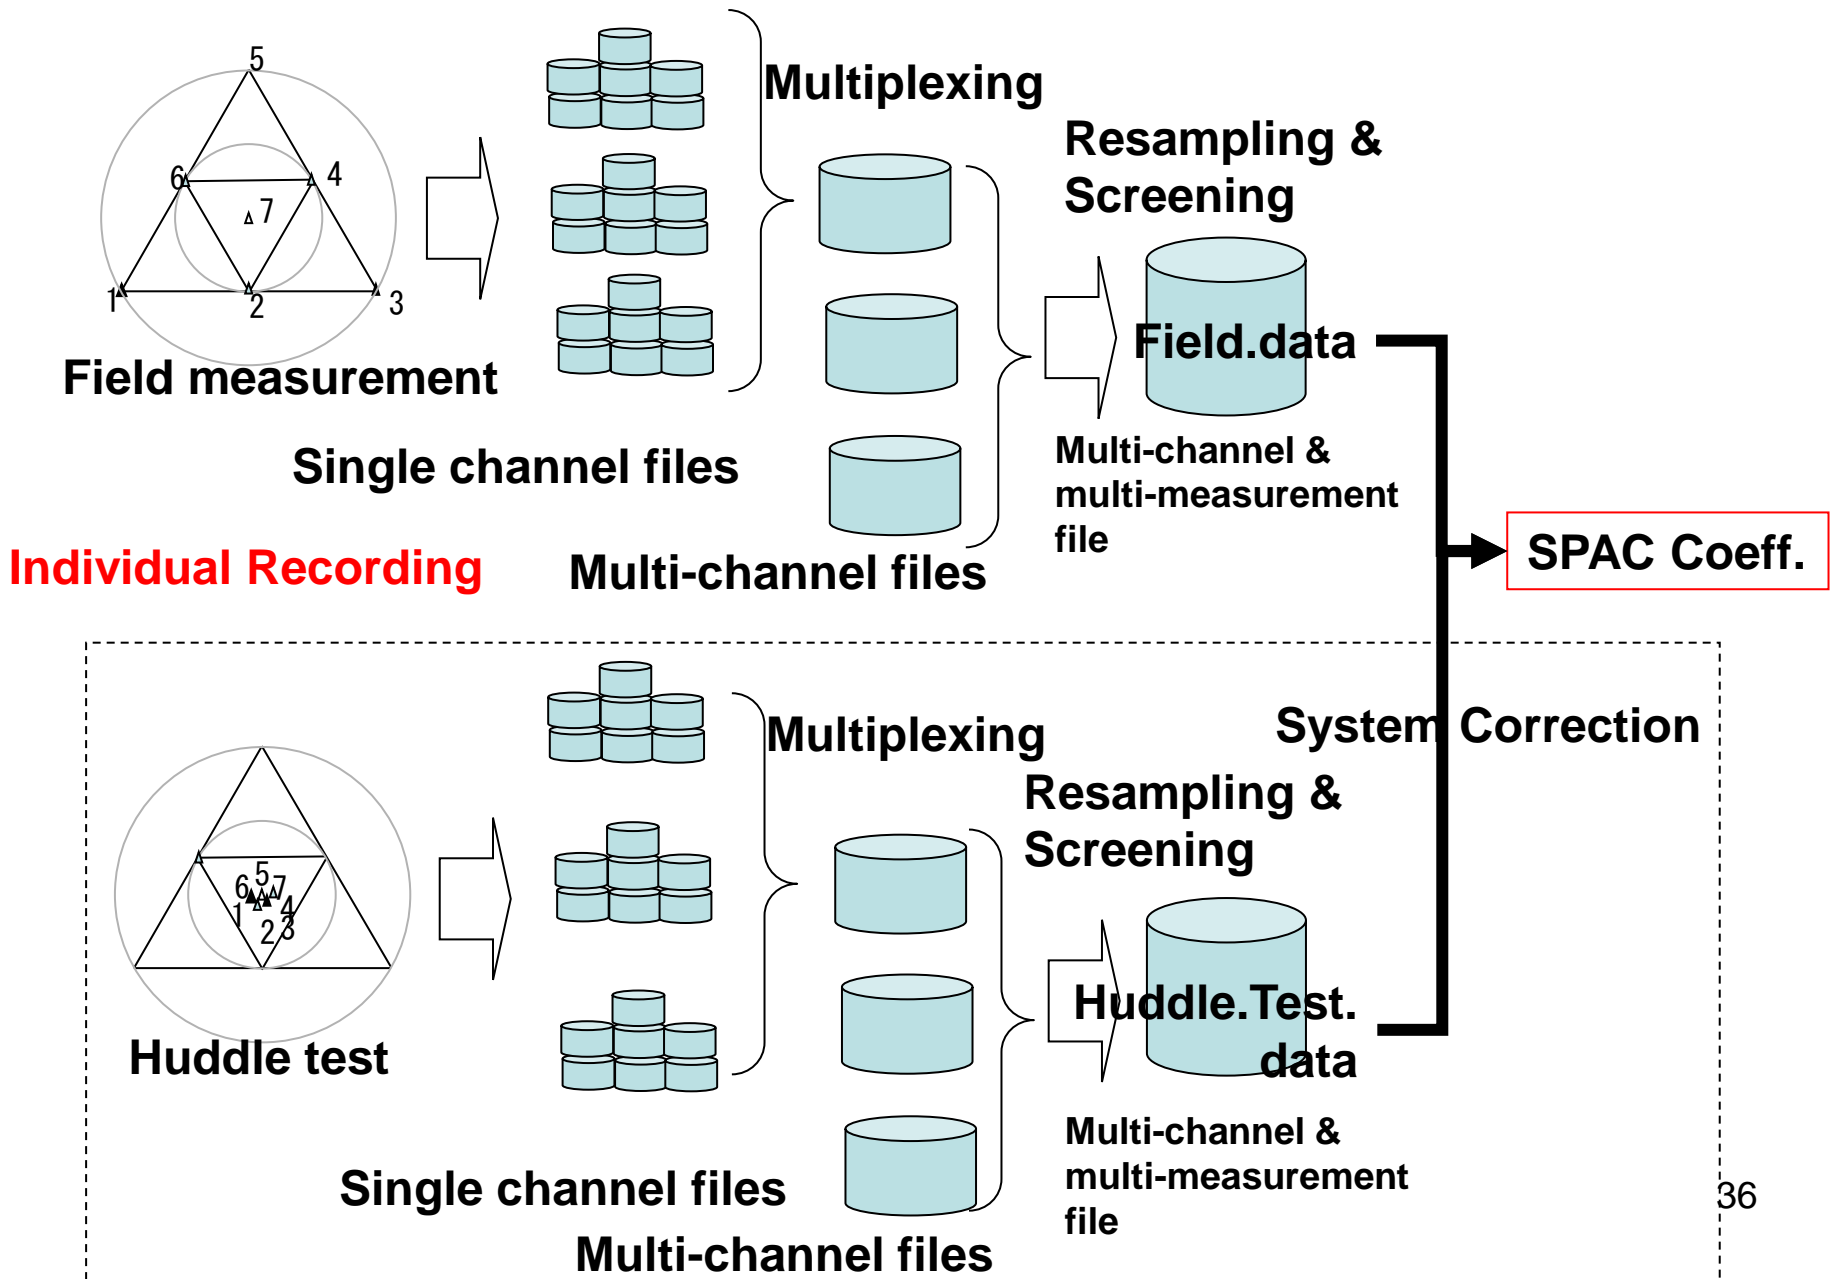 5
6
4
7
1
2
3
Field measurement
Multiplexing
Resampling &
Screening
Field.data
Single channel files
Multi-channel &
multi-measurement
file
Individual Recording
Multi-channel files
SPAC Coeff.
Multiplexing
System Correction
Resampling &
Screening
5
6
7
1
4
2
3
Huddle test
Huddle.Test.
data
Multi-channel &
multi-measurement
file
Single channel files
Multi-channel files
36